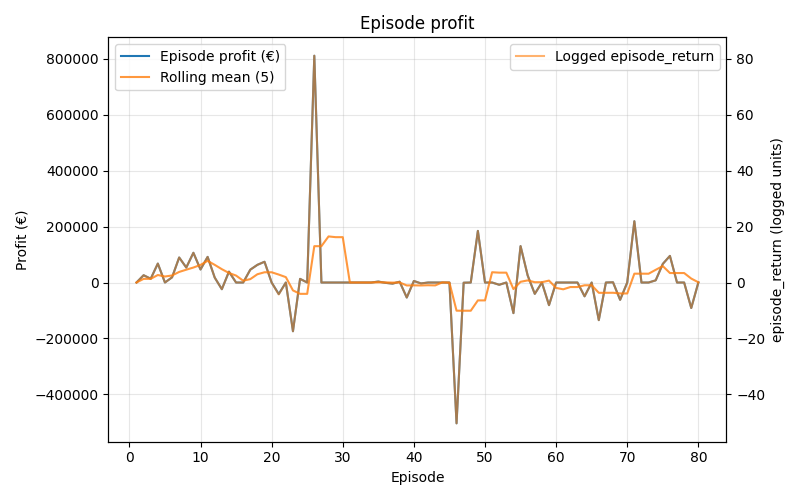 Episode profit
Episode profit (€)
Rolling mean (5)
Logged episode_return
800000
600000
400000
200000
0
−200000
−400000
Profit (€)
80
60
40
20
0
−20
−40
episode_return (logged units)
0 10 20 30 40 50 60 70 80
Episode